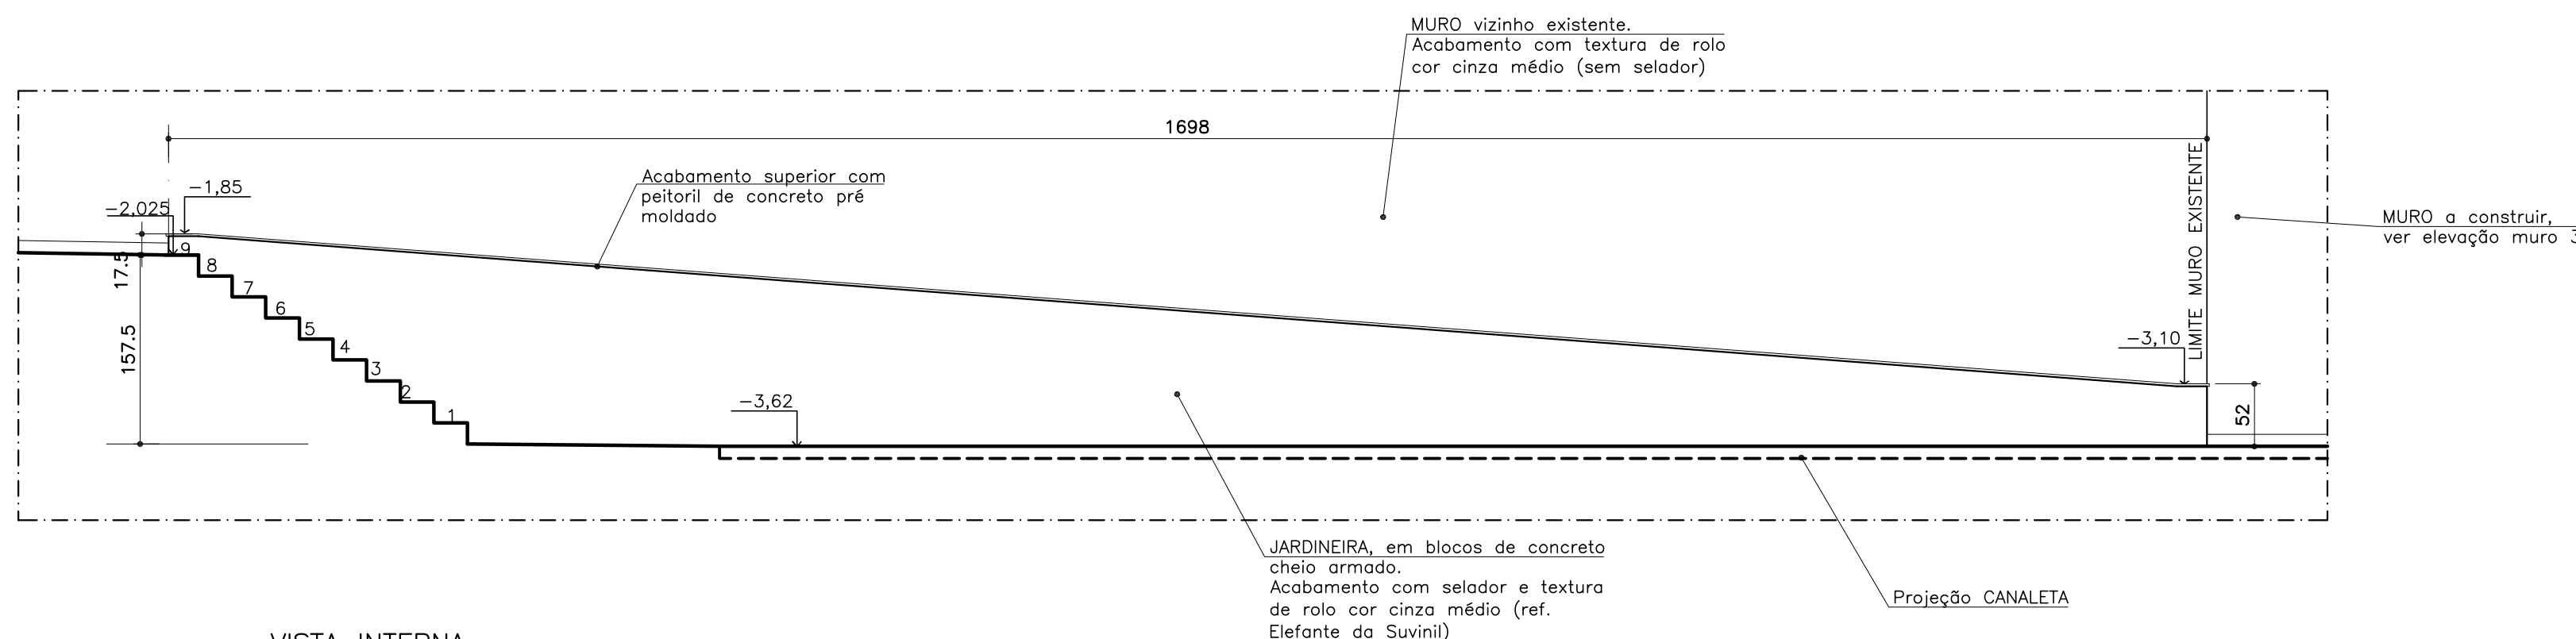 MURO vizinho existente.
Acabamento com textura de rolo
cor cinza médio (sem selador)
1698
LIMITE MURO EXISTENTE
Acabamento superior com
peitoril de concreto pré
moldado
−1,85
−2,025
MURO a construir,
ver elevação muro 3
17.5
9
8
7
6
5
4
3
2
1
157.5
−3,10
−3,62
52
JARDINEIRA, em blocos de concreto
cheio armado.
Acabamento com selador e textura
de rolo cor cinza médio (ref.
Elefante da Suvinil)
Projeção CANALETA
VISTA INTERNA